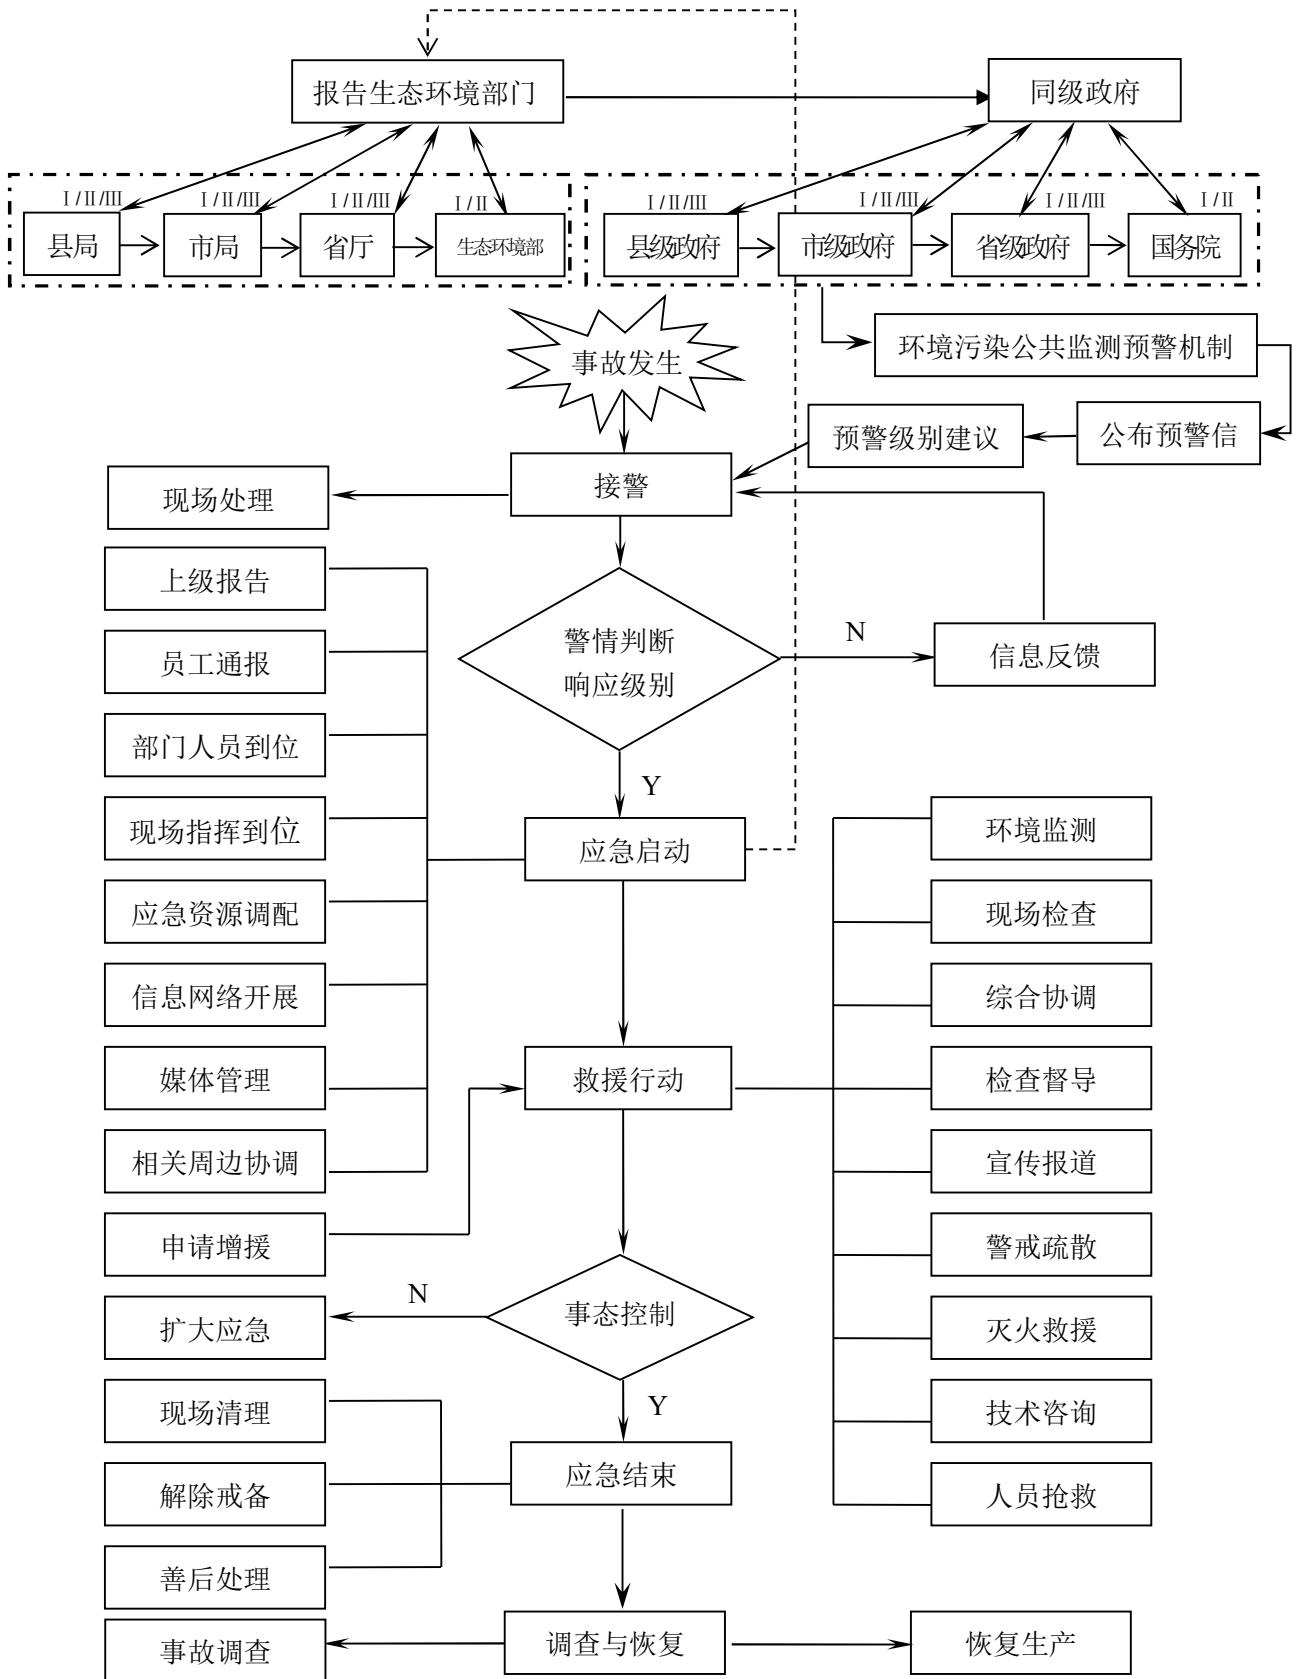 报告生态环境部门
同级政府
Ⅰ/Ⅱ/Ⅲ
Ⅰ/Ⅱ/Ⅲ
Ⅰ/Ⅱ/Ⅲ
Ⅰ/Ⅱ
Ⅰ/Ⅱ/Ⅲ
Ⅰ/Ⅱ/Ⅲ
Ⅰ/Ⅱ/Ⅲ
Ⅰ/Ⅱ
县局
市局
省厅
生态环境部
县级政府
市级政府
省级政府
国务院
环境污染公共监测预警机制
事故发生
预警级别建议
公布预警信
接警
现场处理
上级报告
警情判断
响应级别
N
信息反馈
员工通报
部门人员到位
Y
现场指挥到位
应急启动
环境监测
应急资源调配
现场检查
信息网络开展
综合协调
媒体管理
救援行动
检查督导
相关周边协调
宣传报道
申请增援
警戒疏散
N
事态控制
扩大应急
灭火救援
现场清理
Y
技术咨询
应急结束
解除戒备
人员抢救
善后处理
事故调查
调查与恢复
恢复生产